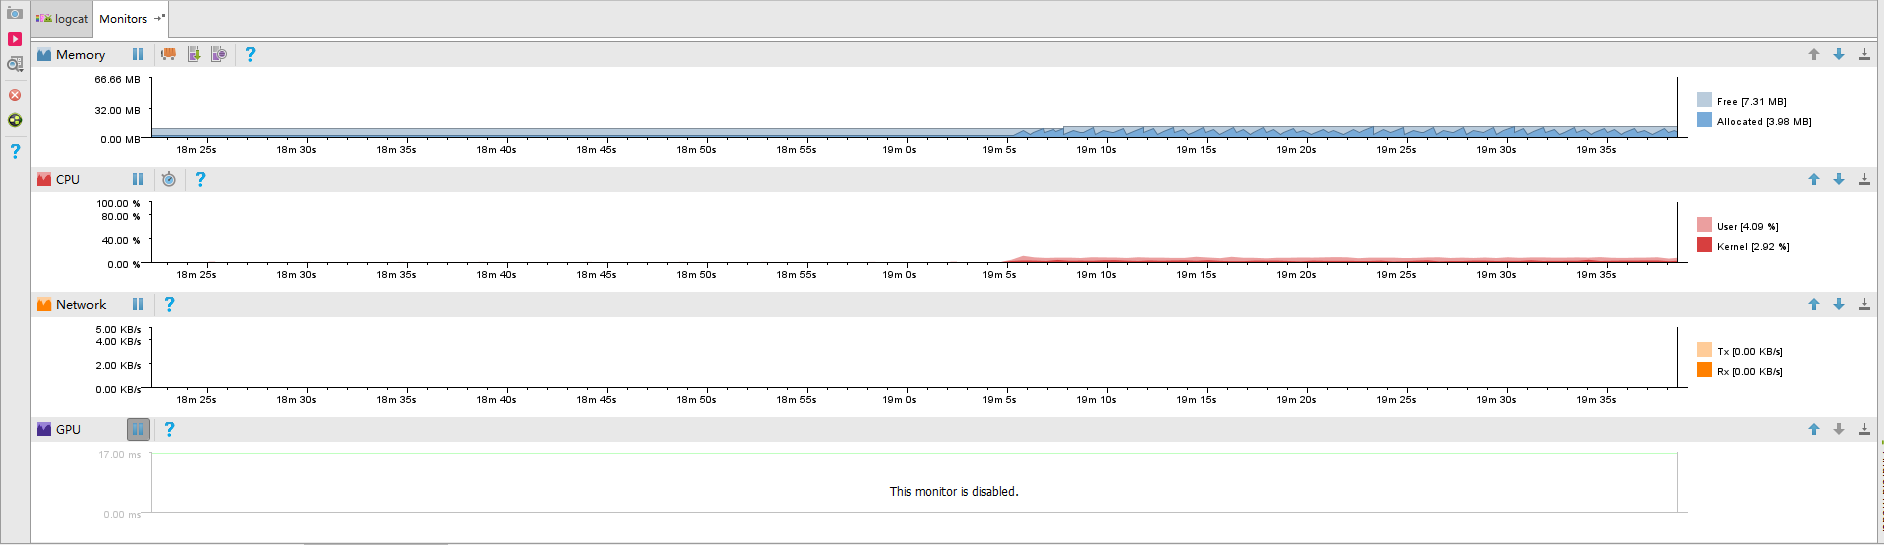 logcat Monitors
Memory
66.66 MB
32.00 MB
0.00 MB
Free [7.31 MB]
Allocated [3.98 MB]
18m 25s 18m 30s 18m 35s 18m 40s 18m 45s 18m 50s 18m 55s 19m 0s 19m 5s 19m 10s 19m 15s 19m 20s 19m 25s 19m 30s 19m 35s
CPU
100.00 %
80.00 %
40.00 %
0.00 %
User [4.09 %]
Kernel [2.92 %]
18m 25s 18m 30s 18m 35s 18m 40s 18m 45s 18m 50s 18m 55s 19m 0s 19m 5s 19m 10s 19m 15s 19m 20s 19m 25s 19m 30s 19m 35s
Network
5.00 KB/s
4.00 KB/s
2.00 KB/s
0.00 KB/s
Tx [0.00 KB/s]
Rx [0.00 KB/s]
18m 25s 18m 30s 18m 35s 18m 40s 18m 45s 18m 50s 18m 55s 19m 0s 19m 5s 19m 10s 19m 15s 19m 20s 19m 25s 19m 30s 19m 35s
GPU
17.00 ms
This monitor is disabled.
0.00 ms